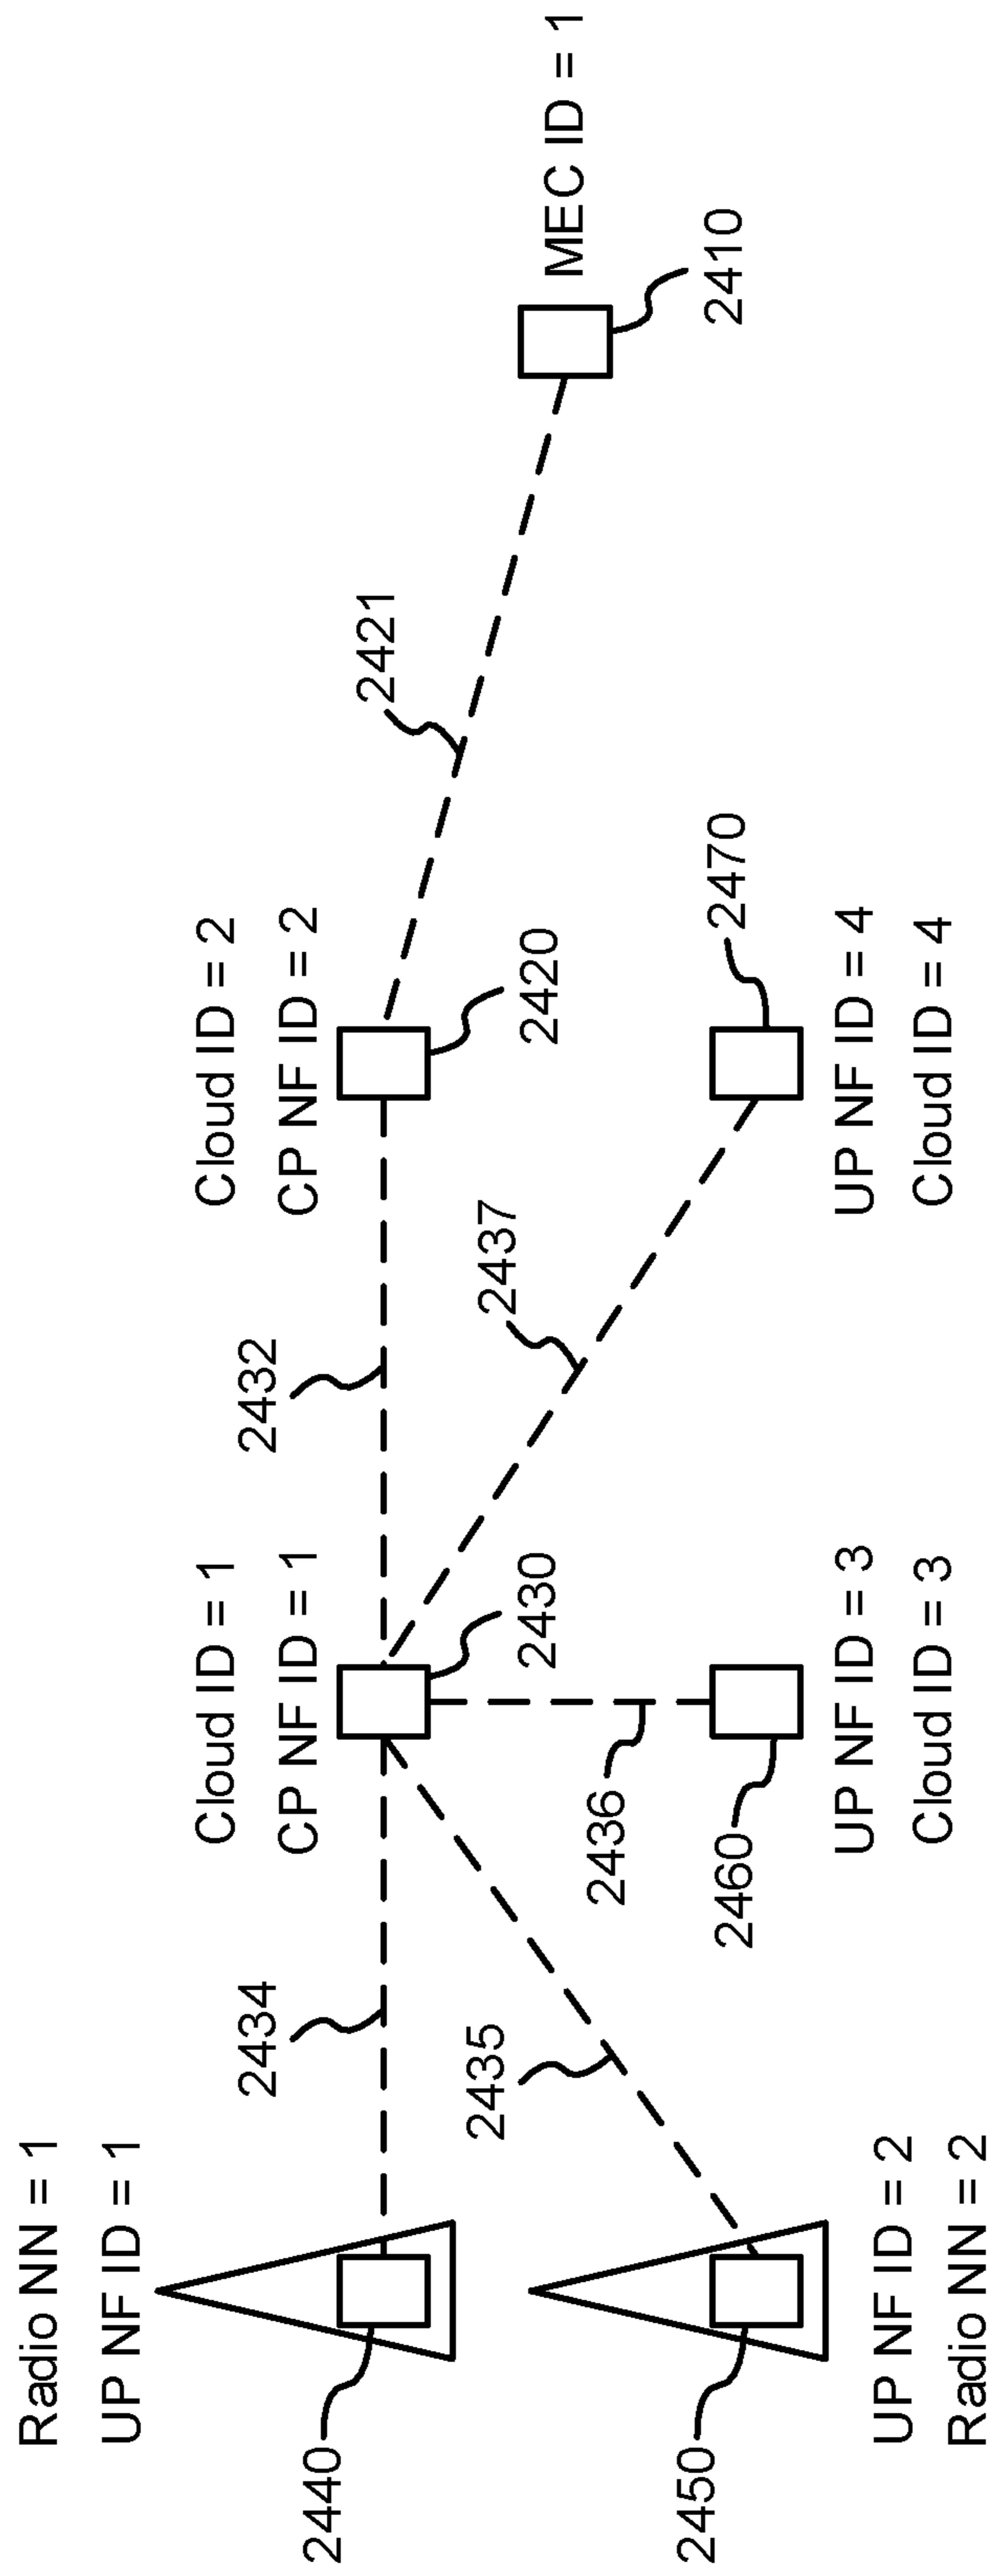 Radio NN = 1
UP NF ID = 1
2440
2434
Cloud ID = 1
CP NF ID = 1
2430
2432
Cloud ID = 2
CP NF ID = 2
2420
2421
MEC ID = 1
2410
2435
2436
2437
2450
UP NF ID = 2
Radio NN = 2
2460
UP NF ID = 3
Cloud ID = 3
2470
UP NF ID = 4
Cloud ID = 4